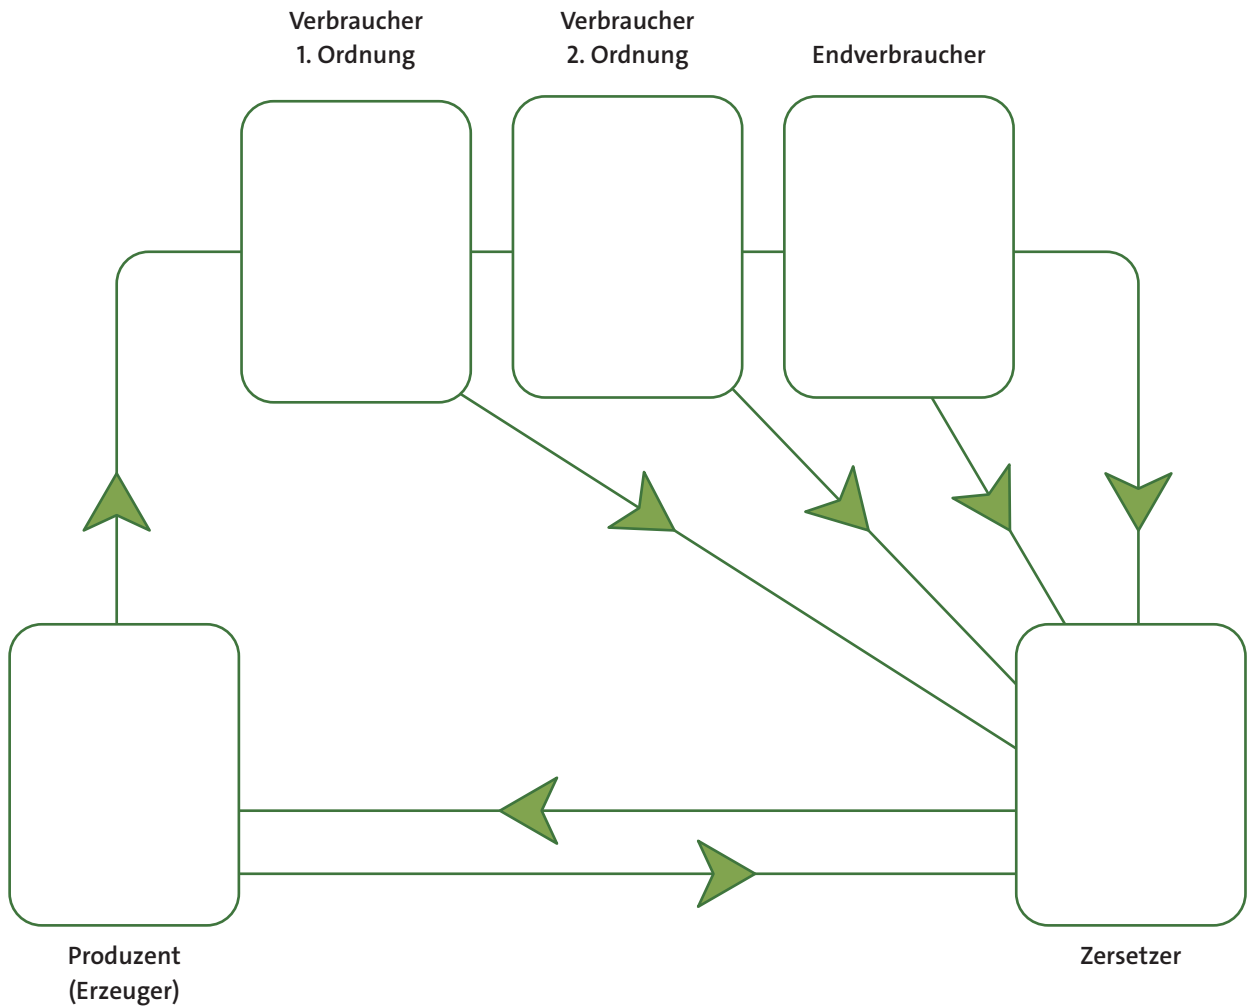 Verbraucher
1. Ordnung
Verbraucher
2. Ordnung
Endverbraucher
Produzent
(Erzeuger)
Zersetzer